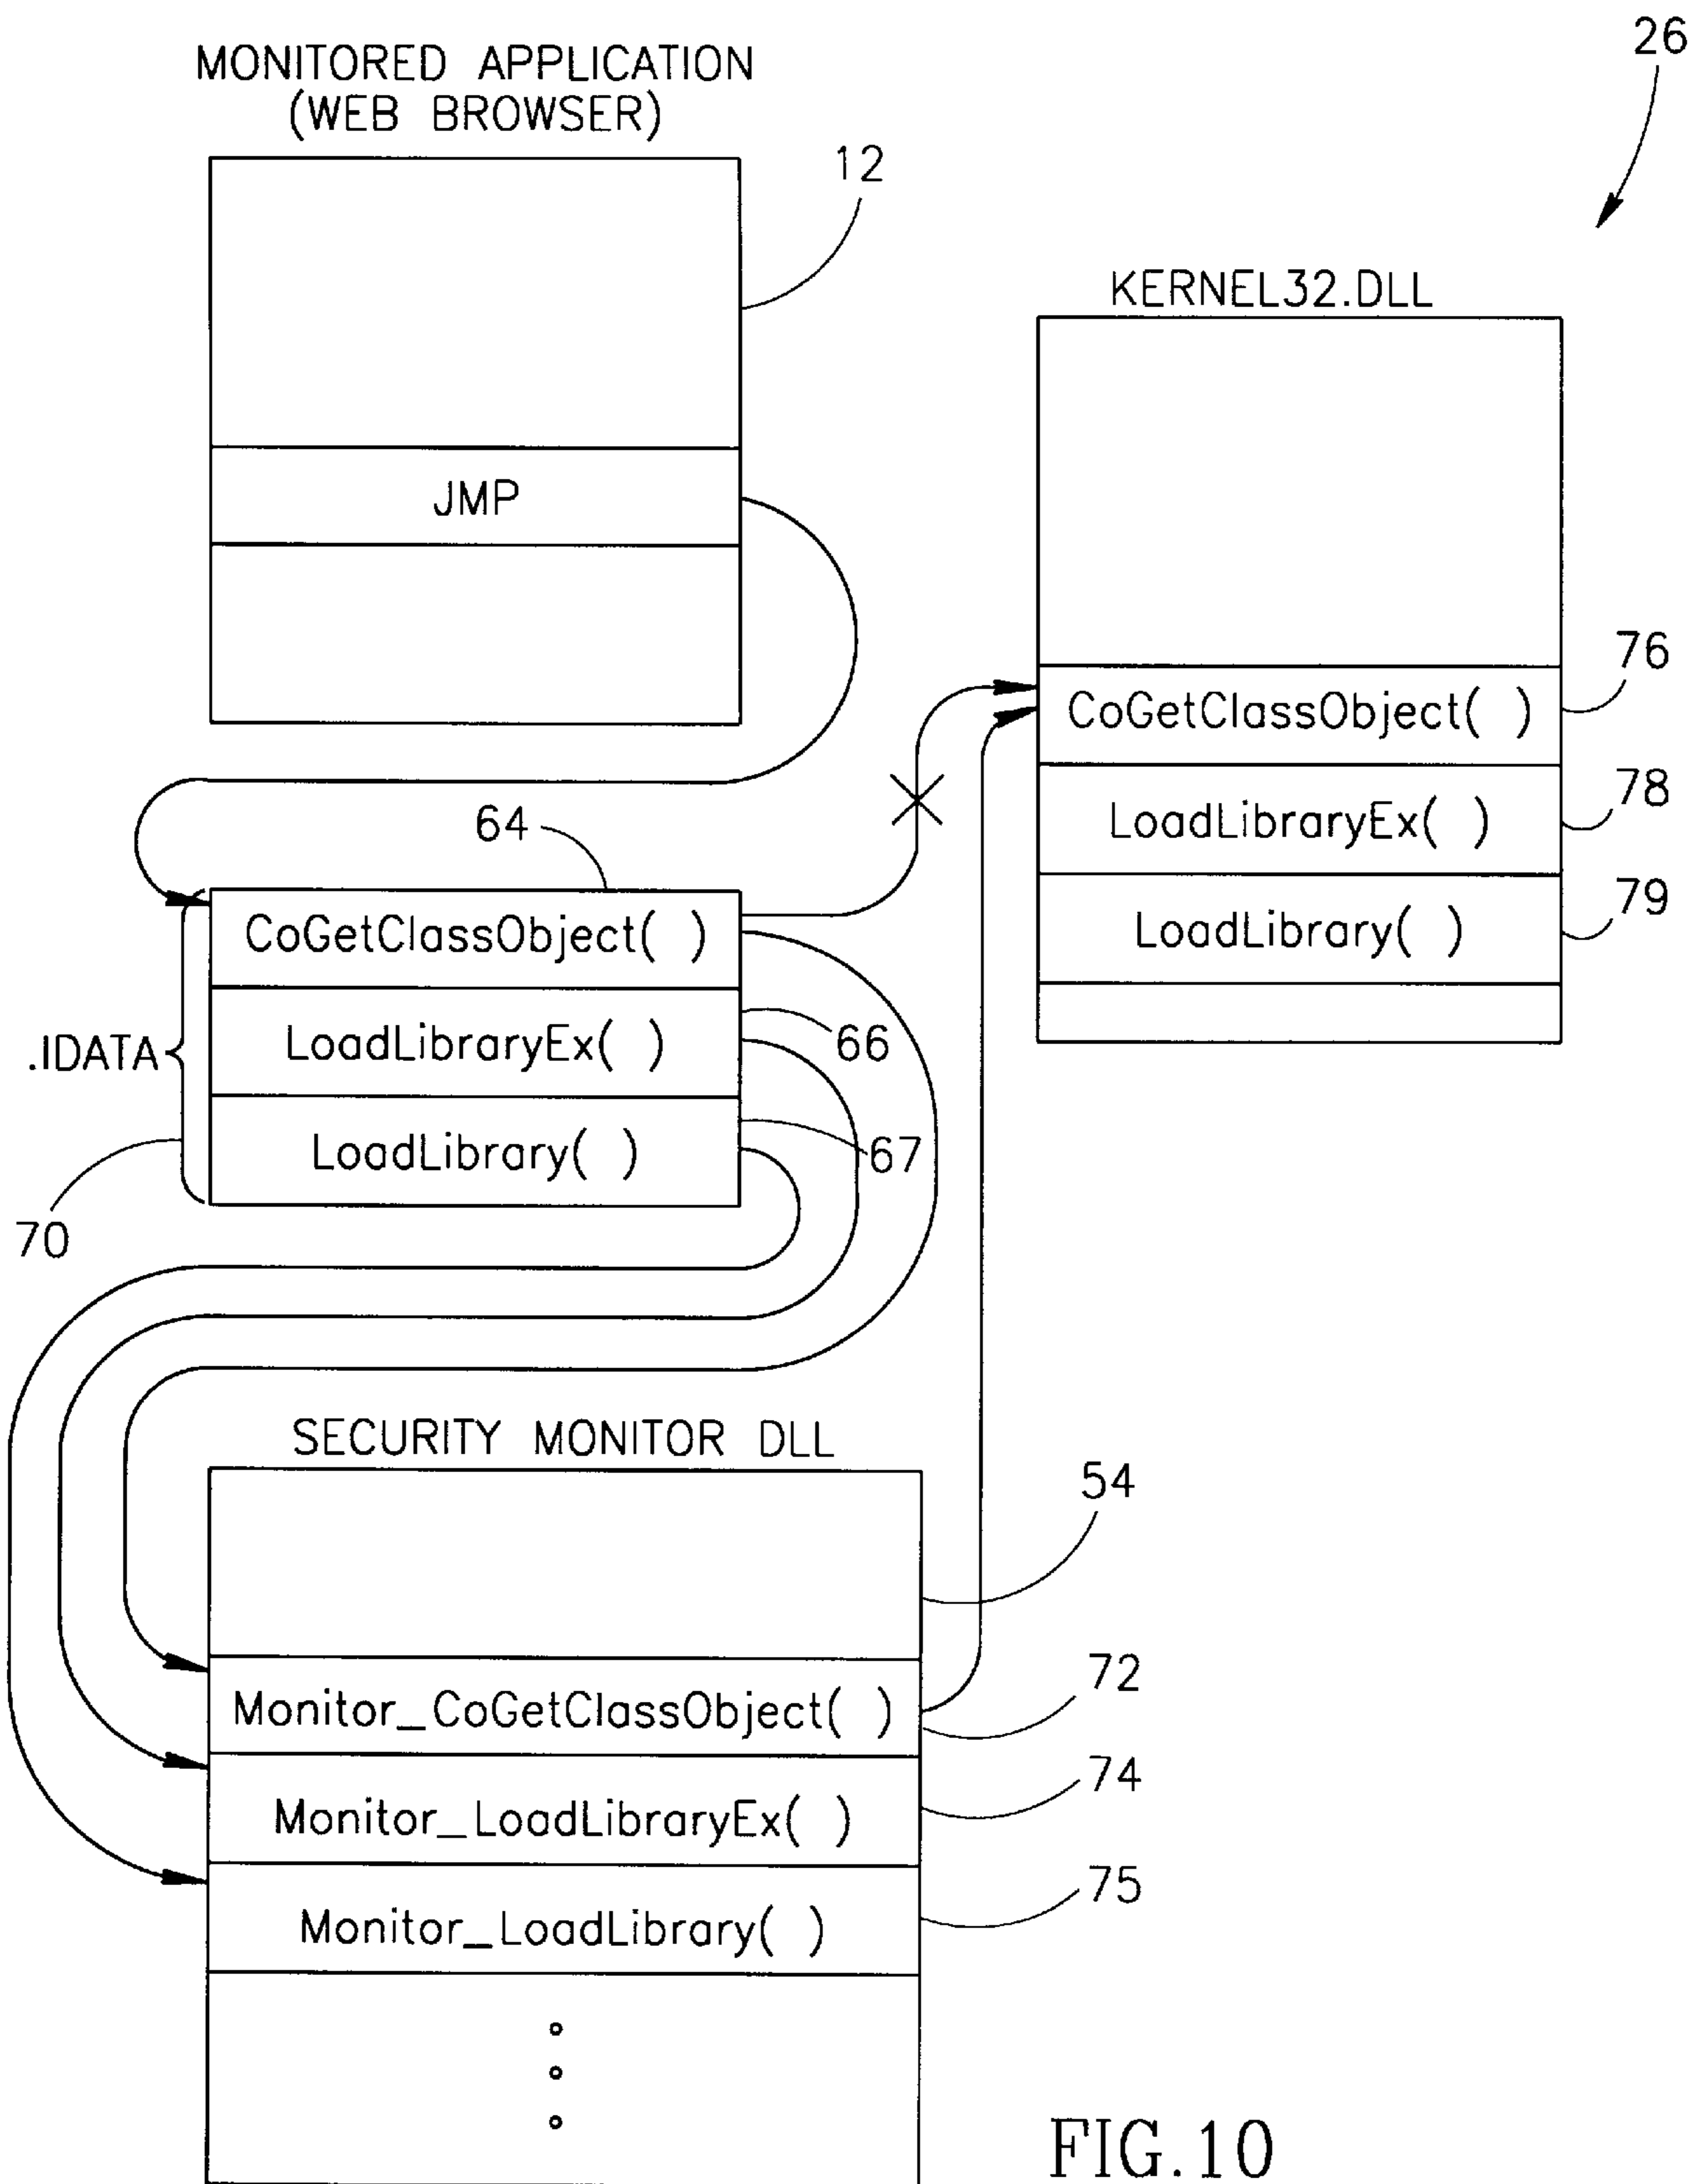 26
MONITORED APPLICATION
(WEB BROWSER)
12
KERNEL32.DLL
JMP
76
CoGetClassObject( )
78
LoadLibraryEx( )
79
LoadLibrary( )
64
CoGetClassObject( )
66
LoadLibraryEx( )
.IDATA
67
LoadLibrary( )
70
SECURITY MONITOR DLL
54
72
Monitor_CoGetClassObject( )
74
Monitor_LoadLibraryEx( )
75
Monitor_LoadLibrary( )
FIG.10